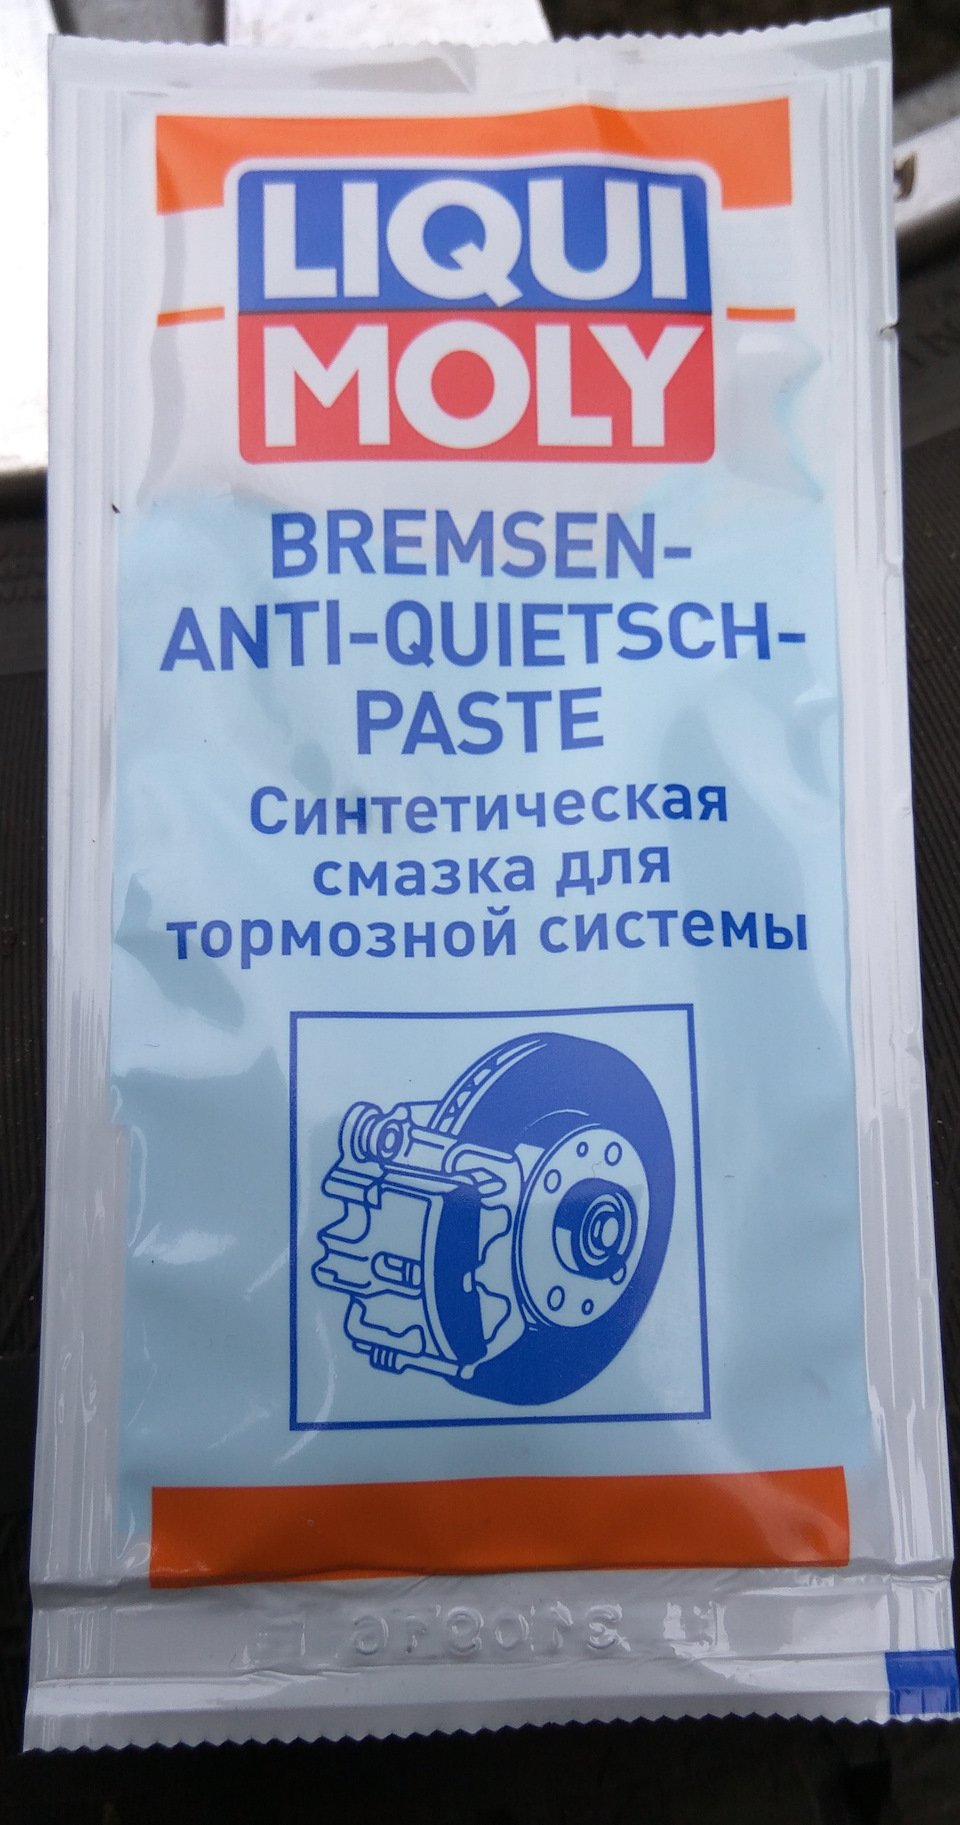 LIQUI
MOLY
BREMSEN-
ANTI-QUIETSCH-
PASTE
Синтетическая
смазка для
тормозной системы